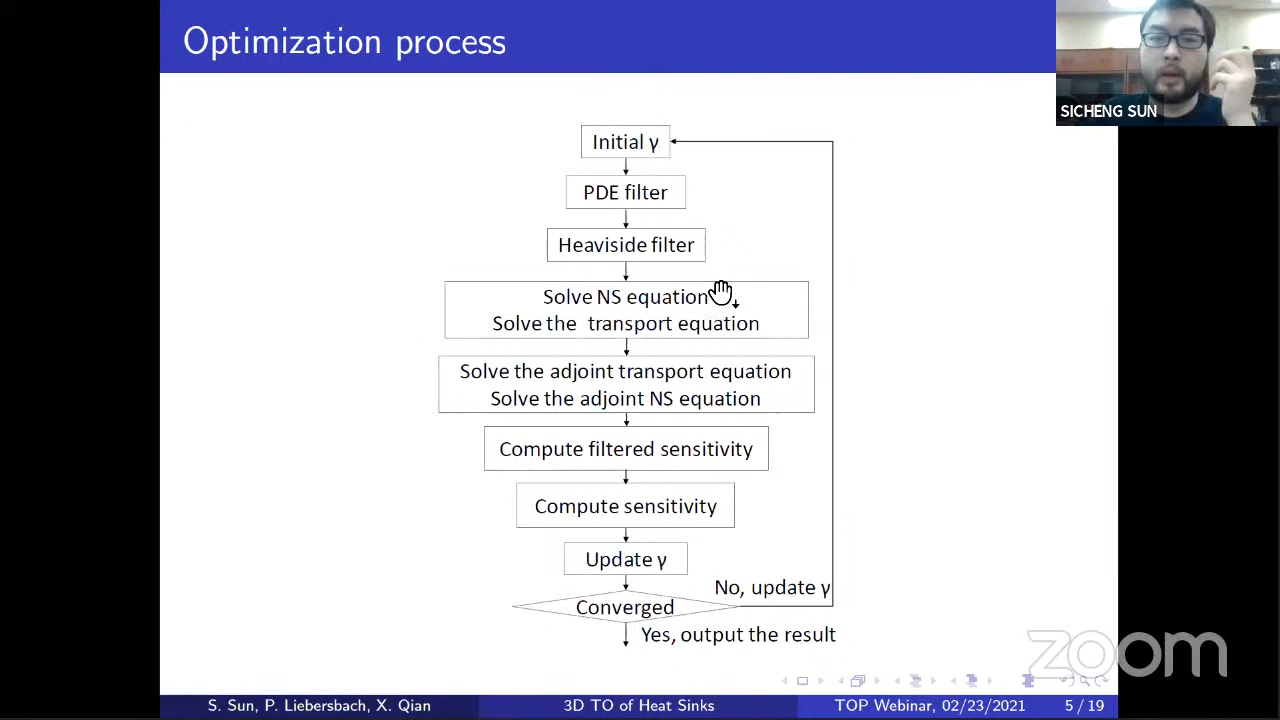 Optimization process
SICHENG SUN
Initial γ
PDE filter
Heaviside filter
Solve NS equation
Solve the transport equation
Solve the adjoint transport equation
Solve the adjoint NS equation
Compute filtered sensitivity
Compute sensitivity
Update γ
No, update γ
Converged
Yes, output the result
zoom
S. Sun, P. Liebersbach, X. Qian
3D TO of Heat Sinks
TOP Webinar, 02/23/2021
5 / 19